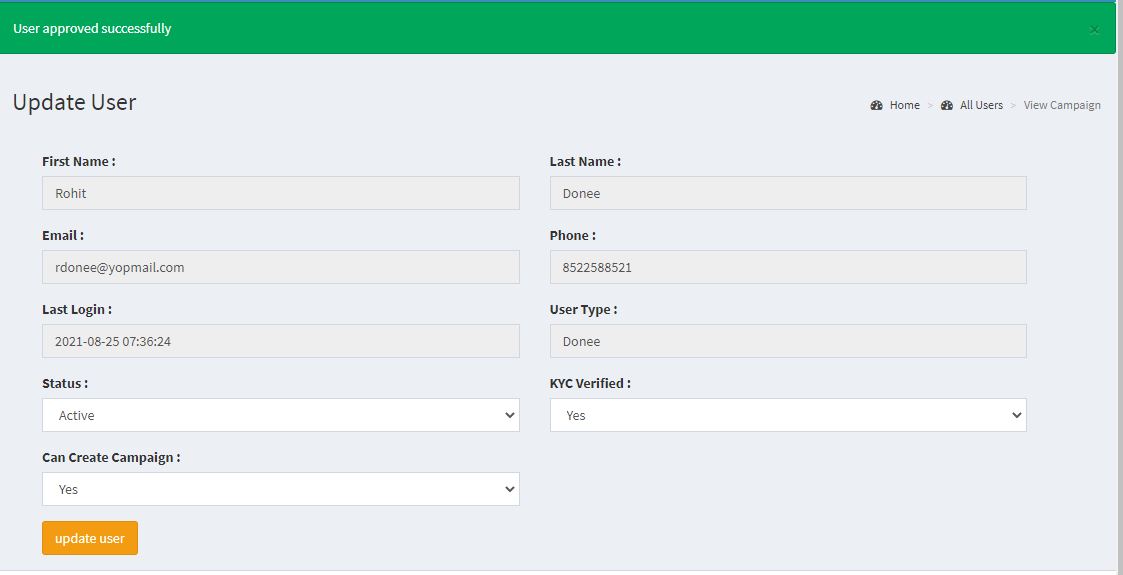 User approved successfully ×
Update User
Home > All Users > View Campaign
First Name : Last Name :
Rohit Donee
Email : Phone :
rdonee@yopmail.com 8522588521
Last Login : User Type :
2021-08-25 07:36:24 Donee
Status : KYC Verified :
Active Yes
Can Create Campaign :
Yes
update user